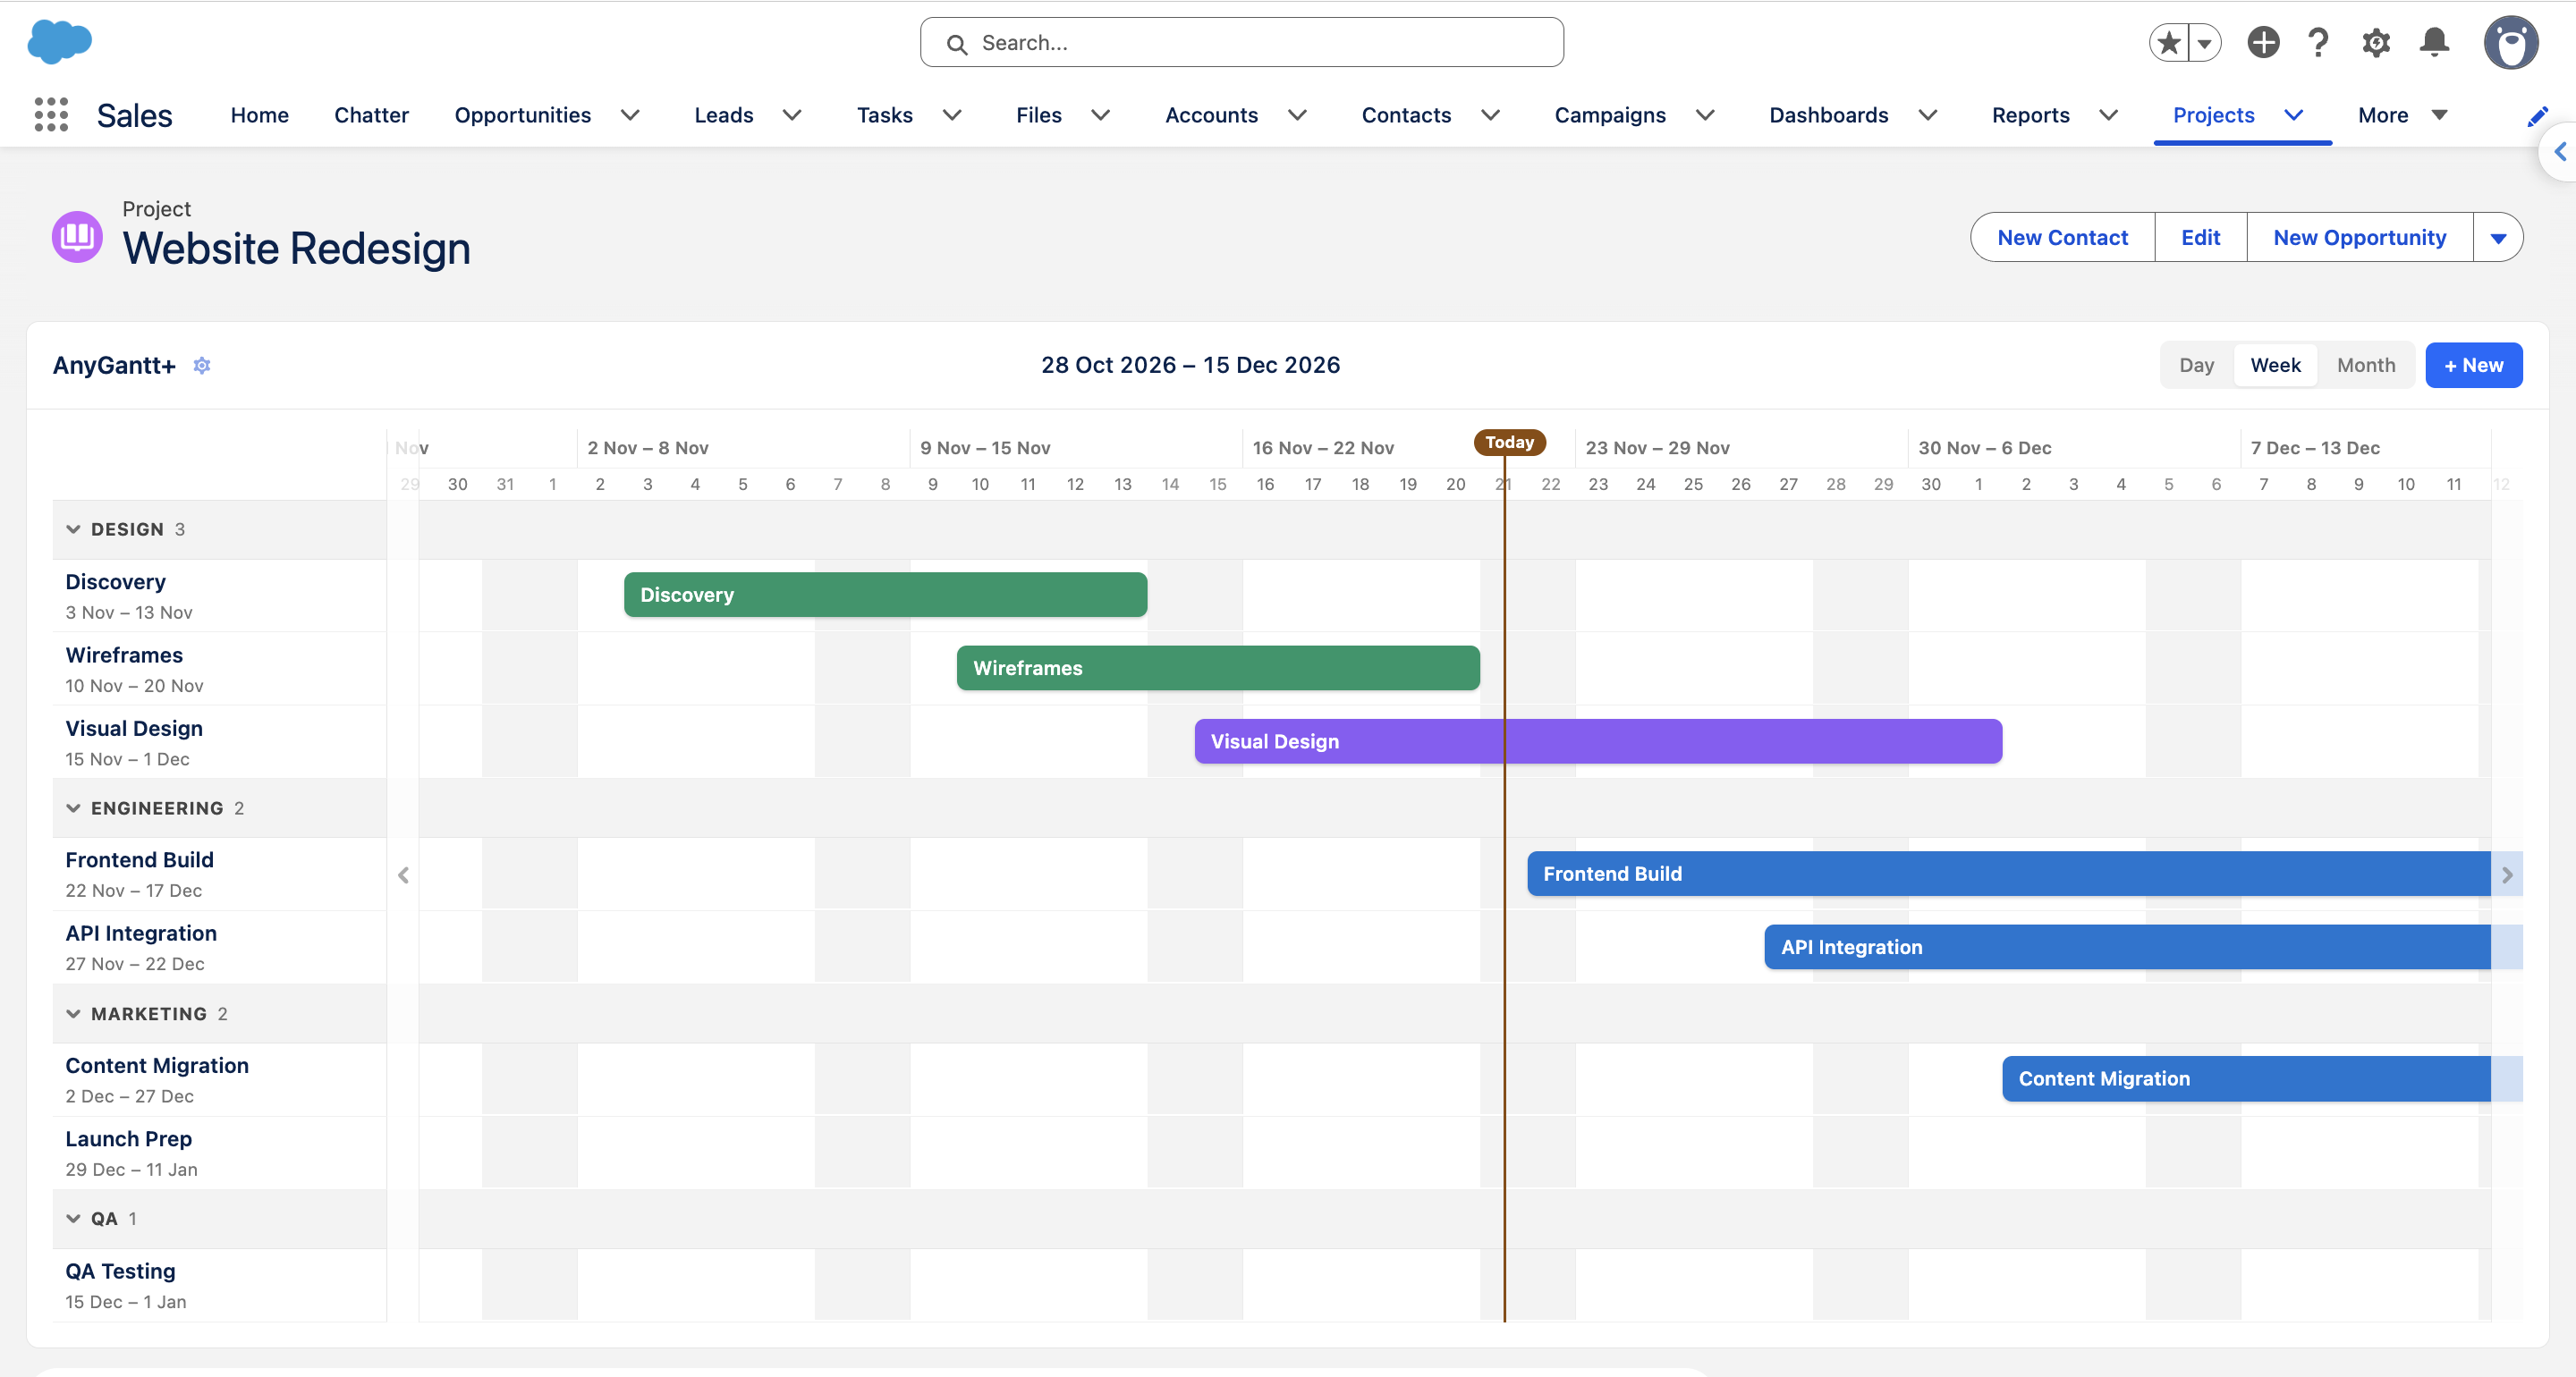 Search...
Sales Home Chatter Opportunities Leads Tasks Files Accounts Contacts Campaigns Dashboards Reports Projects More
Project
Website Redesign
New Contact Edit New Opportunity
AnyGantt+ 28 Oct 2026 – 15 Dec 2026 Day Week Month + New
Nov 2 Nov – 8 Nov 9 Nov – 15 Nov 16 Nov – 22 Nov Today 23 Nov – 29 Nov 30 Nov – 6 Dec 7 Dec – 13 Dec
29 30 31 1 2 3 4 5 6 7 8 9 10 11 12 13 14 15 16 17 18 19 20 21 22 23 24 25 26 27 28 29 30 1 2 3 4 5 6 7 8 9 10 11 12
DESIGN 3
Discovery
3 Nov – 13 Nov
Discovery
Wireframes
10 Nov – 20 Nov
Wireframes
Visual Design
15 Nov – 1 Dec
Visual Design
ENGINEERING 2
Frontend Build
22 Nov – 17 Dec
Frontend Build
API Integration
27 Nov – 22 Dec
API Integration
MARKETING 2
Content Migration
2 Dec – 27 Dec
Content Migration
Launch Prep
29 Dec – 11 Jan
QA 1
QA Testing
15 Dec – 1 Jan